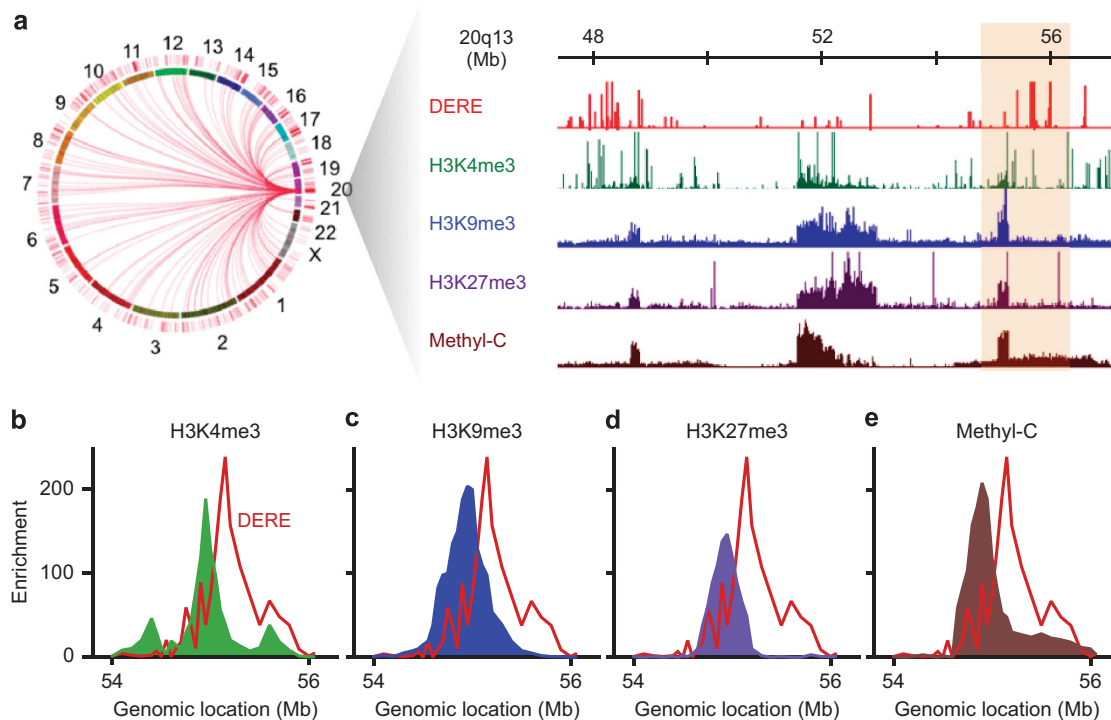 a
12
13
14
15
16
17
18
19
20
21
22
X
1
2
3
4
5
6
7
8
9
10
11
20q13
(Mb)
48
52
56
DERE
H3K4me3
H3K9me3
H3K27me3
Methyl-C
b
H3K4me3
c
H3K9me3
d
H3K27me3
e
Methyl-C
Enrichment
200
100
0
DERE
54
56
54
56
54
56
54
56
Genomic location (Mb)
Genomic location (Mb)
Genomic location (Mb)
Genomic location (Mb)